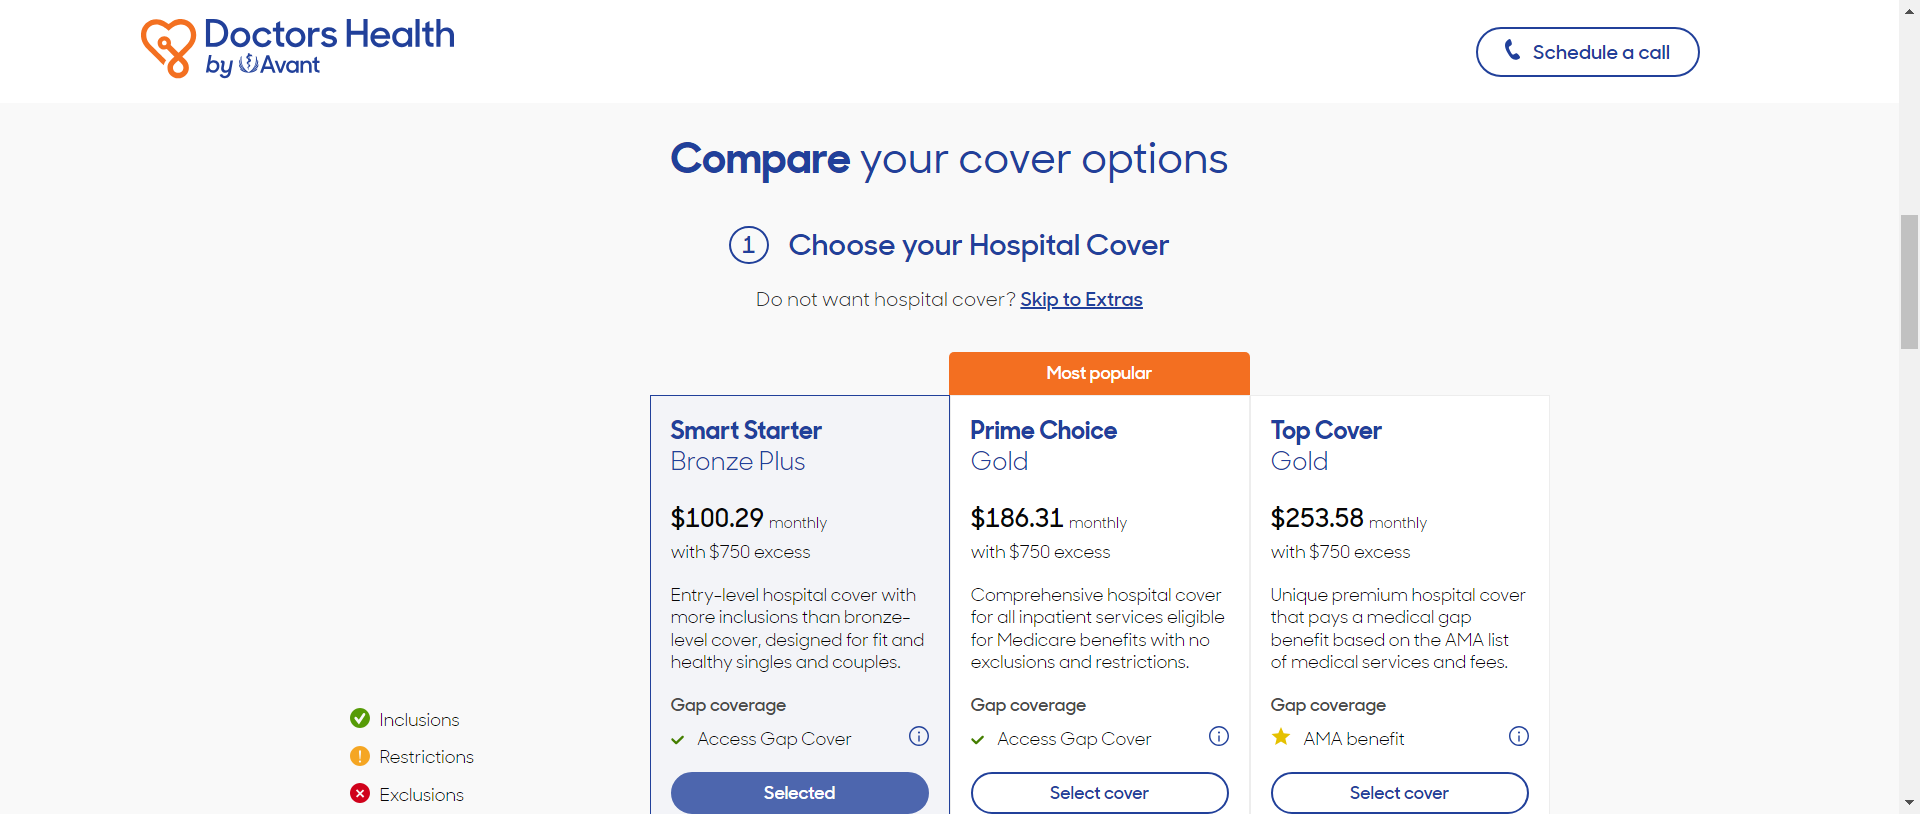 Doctors Health
by Avant
Schedule a call
Compare your cover options
1 Choose your Hospital Cover
Do not want hospital cover? Skip to Extras
Most popular
Smart Starter
Bronze Plus
$100.29 monthly
with $750 excess
Entry-level hospital cover with
more inclusions than bronze-
level cover, designed for fit and
healthy singles and couples.
Gap coverage
Access Gap Cover
Selected
Prime Choice
Gold
$186.31 monthly
with $750 excess
Comprehensive hospital cover
for all inpatient services eligible
for Medicare benefits with no
exclusions and restrictions.
Gap coverage
Access Gap Cover
Select cover
Top Cover
Gold
$253.58 monthly
with $750 excess
Unique premium hospital cover
that pays a medical gap
benefit based on the AMA list
of medical services and fees.
Gap coverage
AMA benefit
Select cover
Inclusions
Restrictions
Exclusions